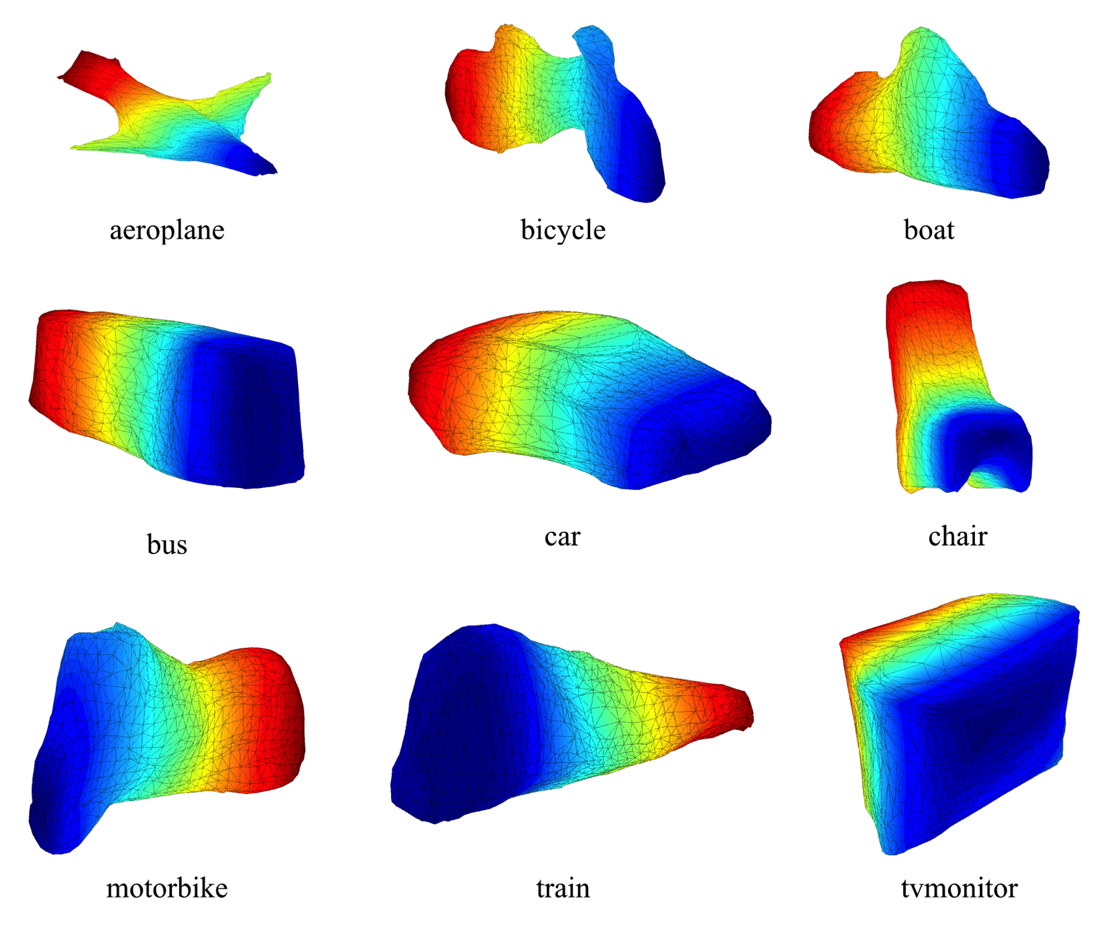 aeroplane
bicycle
boat
bus
car
chair
motorbike
train
tvmonitor